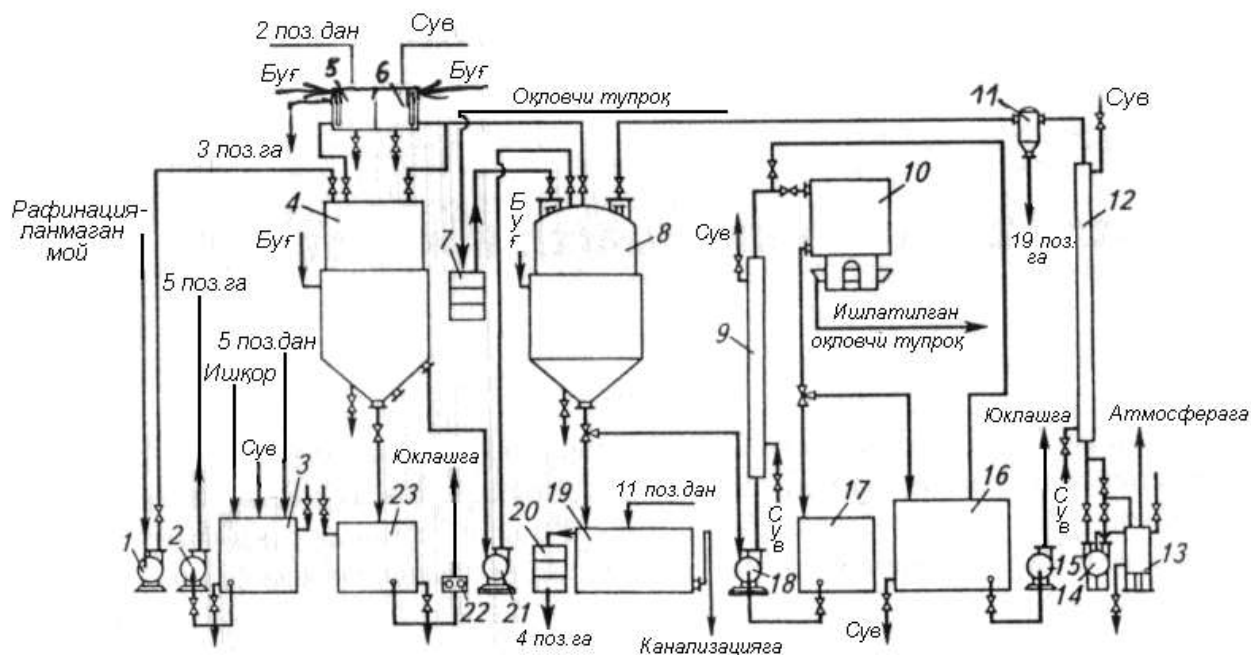 2 поз.дан
Сув
Буғ
5
6
Буғ
Оқловчи тупроқ
11
Сув
3 поз.га
4
10
12
Рафинация-
ланмаган
мой
Буғ
Буғ
7
8
Сув
19 поз.
га
5 поз.га
9
Ишлатилган
оқловчи тупроқ
5 поз.дан
Ишқор
Сув
3
Юклашга
19
11 поз.дан
Юклашга
Атмосферага
23
20
17
16
Сув
Сув
1
2
22
21
18
15
14
13
4 поз.га
Канализацияга
Сув